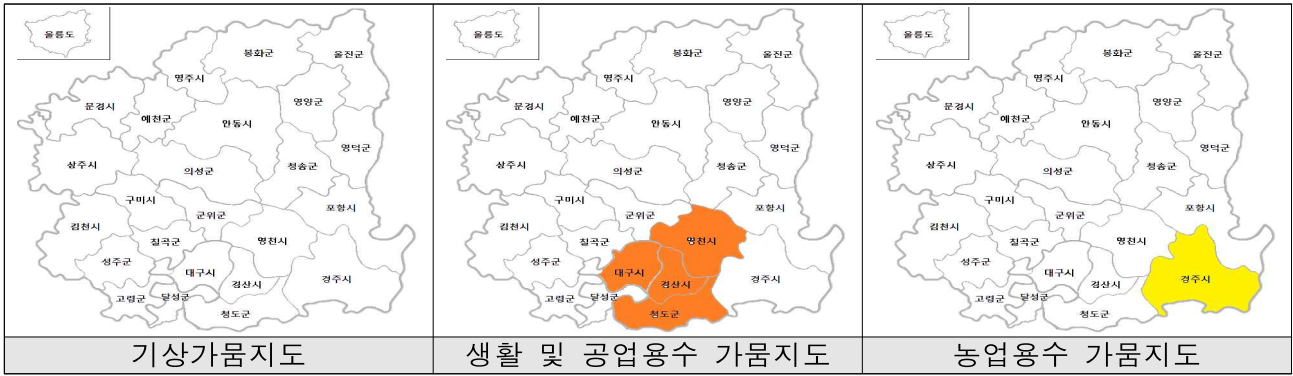 울릉도
봉화군
울진군
영주시
문경시
예천군
영양군
안동시
영덕군
상주시
의성군
청송군
구미시
군위군
포항시
김천시
칠곡군
영천시
성주군
대구시
경산시
경주시
고령군
달성군
청도군
기상가뭄지도
울릉도
봉화군
울진군
영주시
문경시
예천군
영양군
안동시
영덕군
상주시
의성군
청송군
구미시
군위군
포항시
김천시
칠곡군
영천시
성주군
대구시
경산시
경주시
고령군
달성군
청도군
생활 및 공업용수 가뭄지도
울릉도
봉화군
울진군
영주시
문경시
예천군
영양군
안동시
영덕군
상주시
의성군
청송군
구미시
군위군
포항시
김천시
칠곡군
영천시
성주군
대구시
경산시
경주시
고령군
달성군
청도군
농업용수 가뭄지도